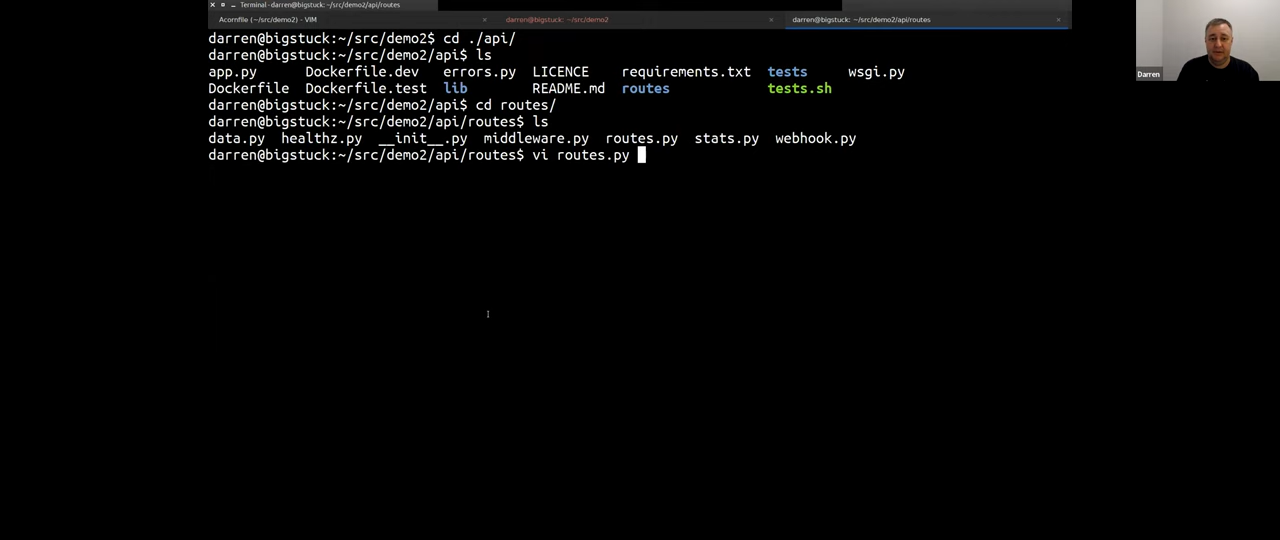 Terminal - darren@bigstuck: ~/src/demo2/api/routes
Acornfile (~/src/demo2) - VIM
darren@bigstuck: ~/src/demo2
darren@bigstuck: ~/src/demo2/api/routes
darren@bigstuck:~/src/demo2$ cd ./api/
darren@bigstuck:~/src/demo2/api$ ls
app.py Dockerfile.dev errors.py LICENCE requirements.txt tests wsgi.py
Dockerfile Dockerfile.test lib README.md routes tests.sh
darren@bigstuck:~/src/demo2/api$ cd routes/
darren@bigstuck:~/src/demo2/api/routes$ ls
data.py healthz.py __init__.py middleware.py routes.py stats.py webhook.py
darren@bigstuck:~/src/demo2/api/routes$ vi routes.py
Darren